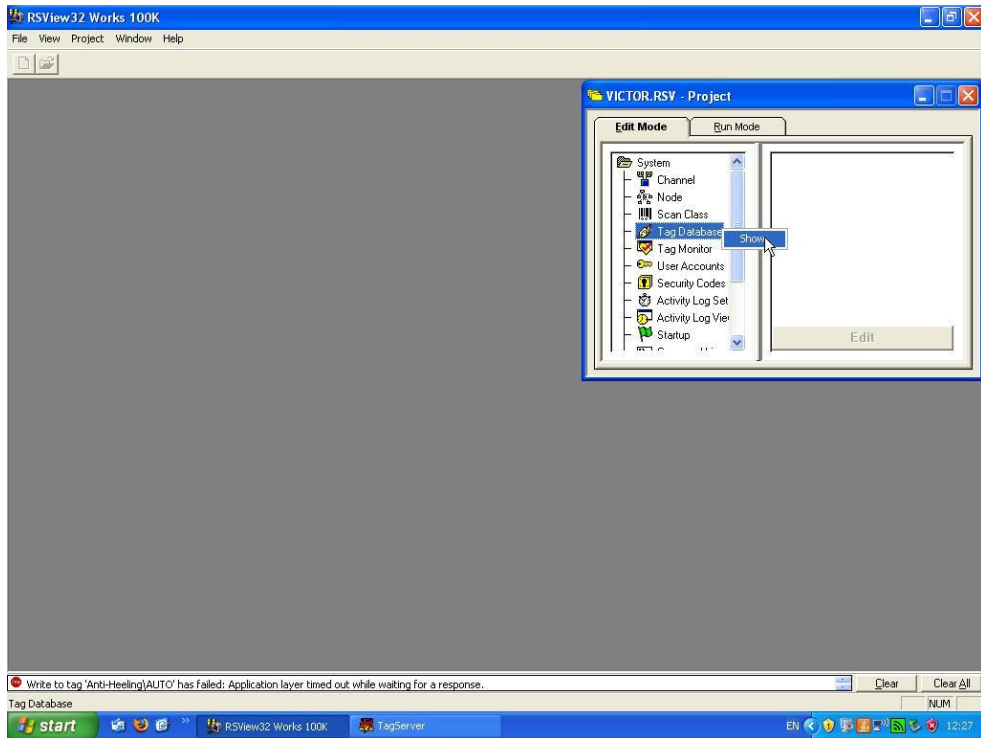 RSView32 Works 100K
File View Project Window Help
VICTOR.RSV - Project
Edit Mode Run Mode
System
Channel
Node
Scan Class
Tag Database
Show
Tag Monitor
User Accounts
Security Codes
Activity Log Set
Activity Log Vie
Startup
Edit
Write to tag 'Anti-Heeling\AUTO' has failed: Application layer timed out while waiting for a response.
Clear Clear All
Tag Database NUM
start RSView32 Works 100K TagServer EN 12:27